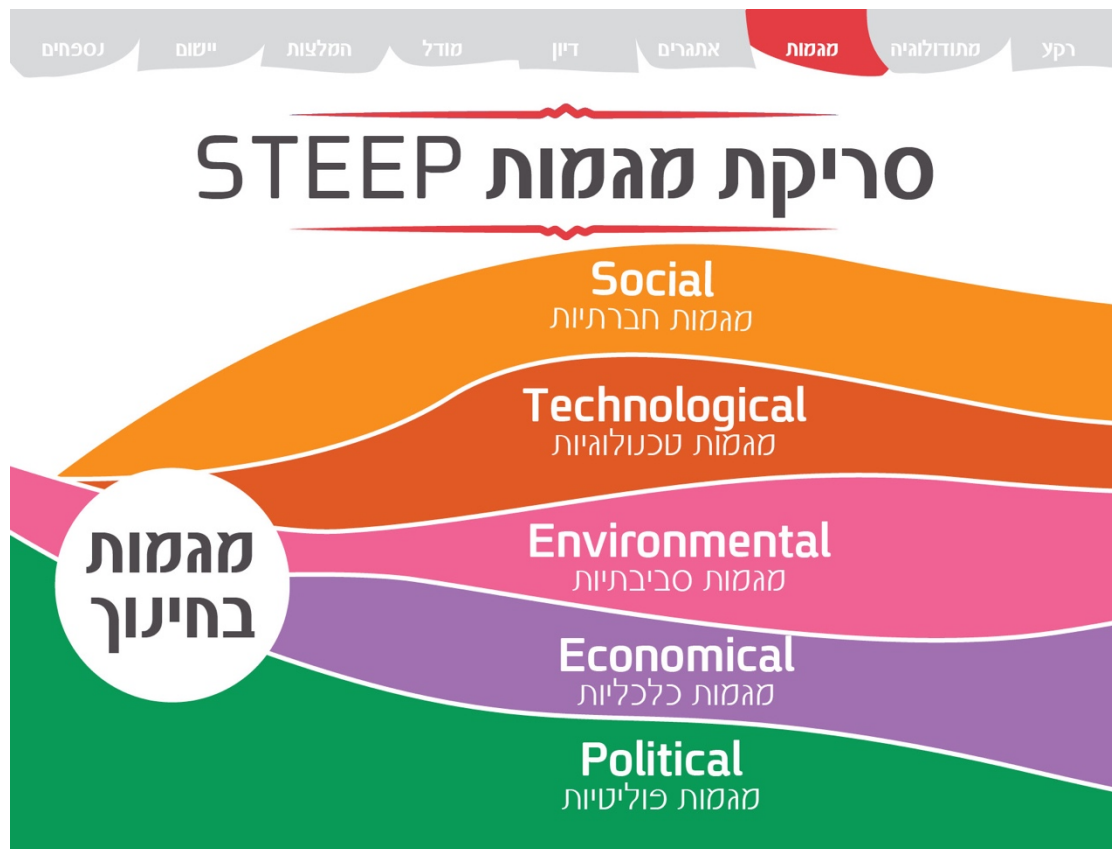 רקע מתודולוגיה מגמות אתגרים דיון מודל המלצות יישום נספחים
סריקת מגמות STEEP
Social
מגמות חברתיות
Technological
מגמות טכנולוגיות
Environmental
מגמות סביבתיות
Economical
מגמות כלכליות
Political
מגמות פוליטיות
מגמות
בחינוך